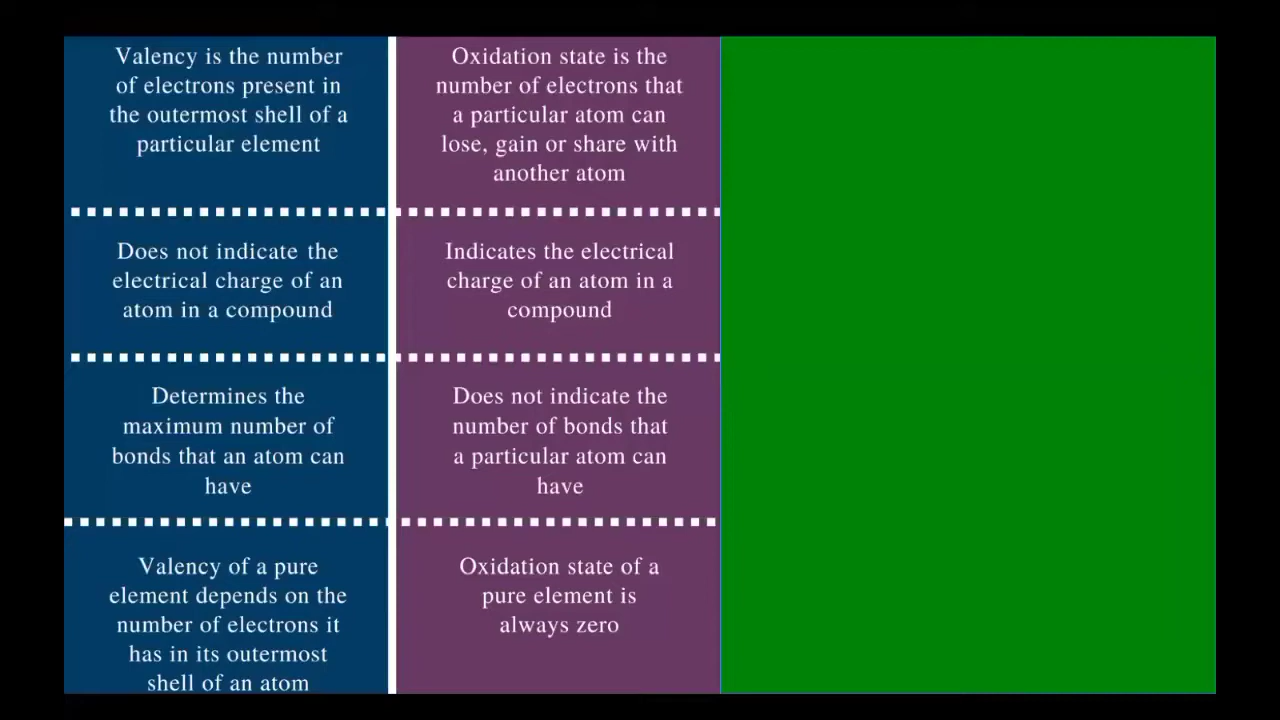 Valency is the number
of electrons present in
the outermost shell of a
particular element
Oxidation state is the
number of electrons that
a particular atom can
lose, gain or share with
another atom
Does not indicate the
electrical charge of an
atom in a compound
Indicates the electrical
charge of an atom in a
compound
Determines the
maximum number of
bonds that an atom can
have
Does not indicate the
number of bonds that
a particular atom can
have
Valency of a pure
element depends on the
number of electrons it
has in its outermost
shell of an atom
Oxidation state of a
pure element is
always zero